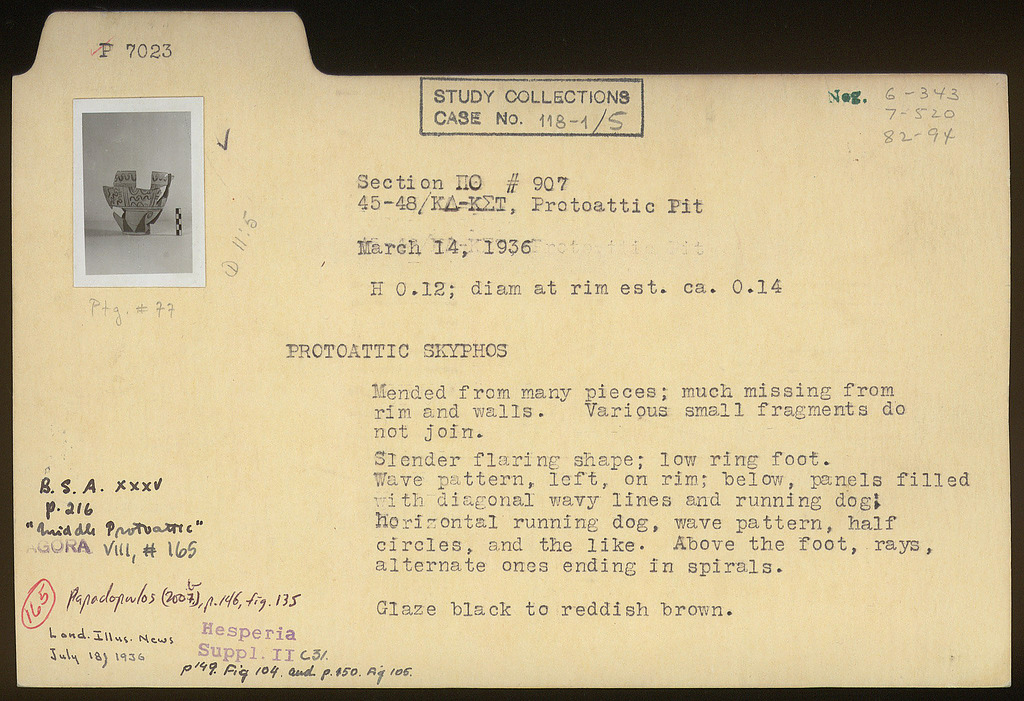 P 7023
STUDY COLLECTIONS
CASE No. 118-1/5
Neg. 6-343
7-520
82-94
Section ΠΟ # 907
45-48/ΚΔ-ΚΣΤ, Protoattic Pit
March 14, 1936
① 11:5
H 0.12; diam at rim est. ca. 0.14
Ptg. # 77
PROTOATTIC SKYPHOS
Mended from many pieces; much missing from
rim and walls. Various small fragments do
not join.
Slender flaring shape; low ring foot.
Wave pattern, left, on rim; below, panels filled
with diagonal wavy lines and running dog;
horizontal running dog, wave pattern, half
circles, and the like. Above the foot, rays,
alternate ones ending in spirals.
Glaze black to reddish brown.
B. S. A. xxxv
p. 216
"Middle Protoattic"
AGORA VIII, # 165
165
Papadopoulos p. 146, fig. 135
Lond. Illus. News
July 18, 1936
Hesperia
Suppl. II C31.
p 149. Fig 104. and p. 150. Fig 105.